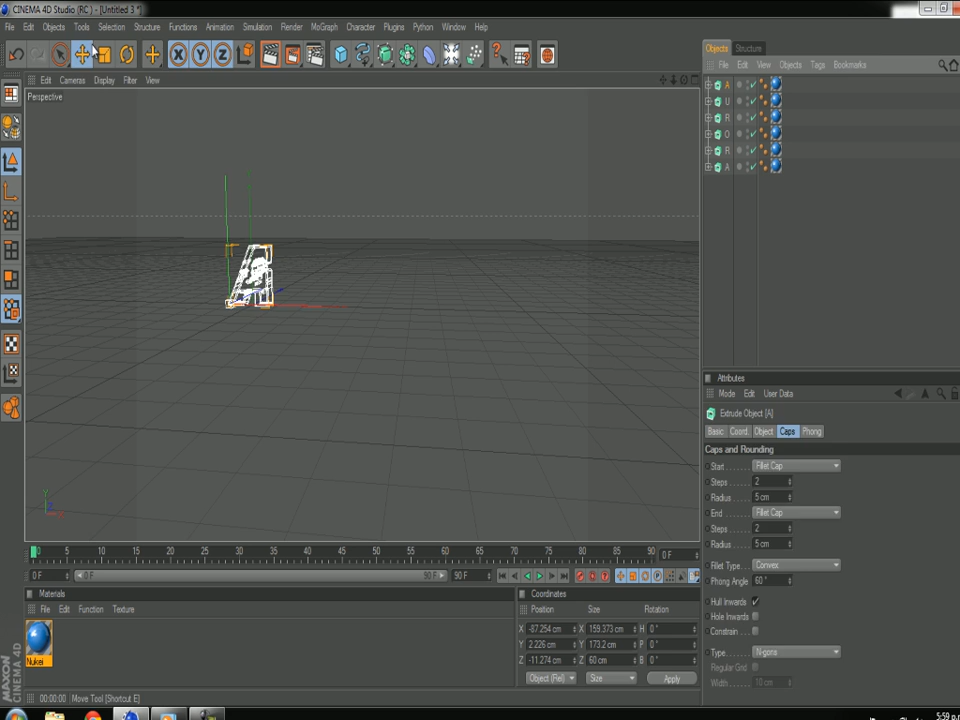 CINEMA 4D Studio (RC) - [Untitled 3 *]
File Edit Objects Tools Selection Structure Functions Animation Simulation Render MoGraph Character Plugins Python Window Help
Edit Cameras Display Filter View
Perspective
Objects Structure
File Edit View Objects Tags Bookmarks
A
U
R
O
R
A
Attributes
Mode Edit User Data
Extrude Object [A]
Basic Coord. Object Caps Phong
Caps and Rounding
Start Fillet Cap
Steps 2
Radius 5 cm
End Fillet Cap
Steps 2
Radius 5 cm
Fillet Type Convex
Phong Angle 60 °
Hull Inwards
Hole Inwards
Constrain
Type N-gons
Regular Grid
Width 10 cm
0 5 10 15 20 25 30 35 40 45 50 55 60 65 70 75 80 85 90 0 F
0 F 0 F 90 F 90 F
Materials
File Edit Function Texture
Nukei
Coordinates
Position Size Rotation
X -87.254 cm X 159.373 cm H 0 °
Y 2.226 cm Y 173.2 cm P 0 °
Z -11.274 cm Z 60 cm B 0 °
Object (Rel) Size Apply
MAXON CINEMA 4D
00:00:00 Move Tool [Shortcut E]
5:59